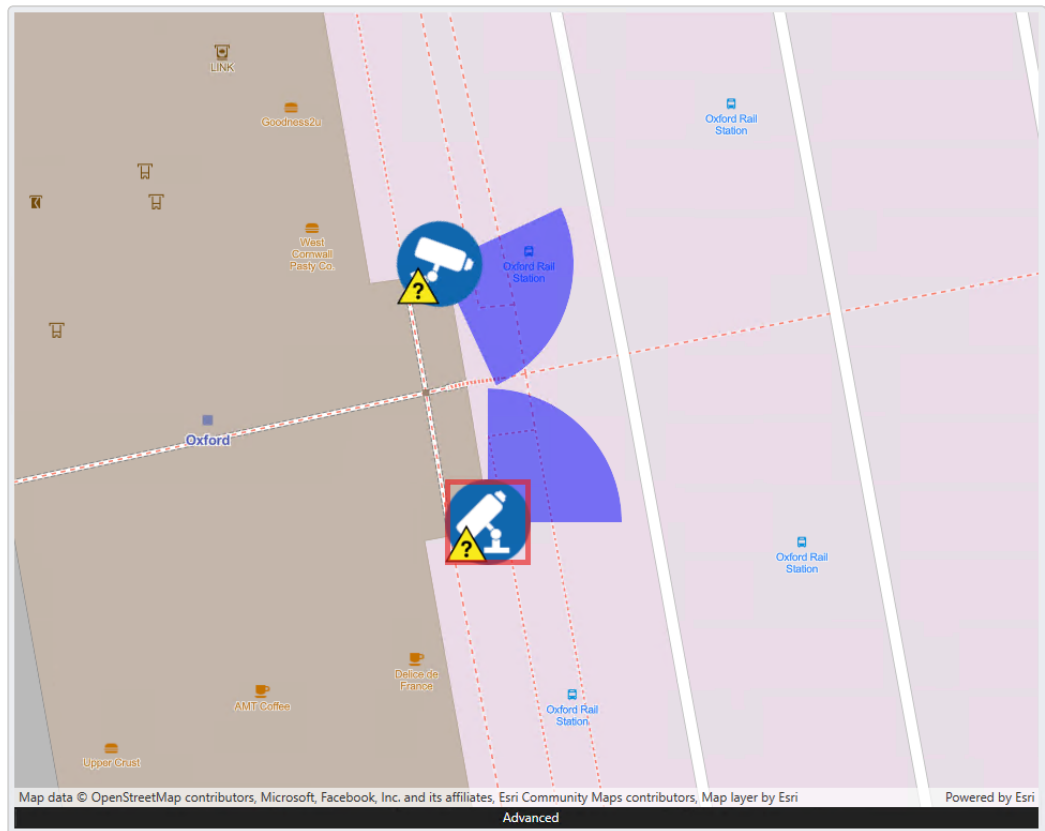 LINK
Goodness2u
Oxford Rail
Station
West
Cornwall
Pasty Co.
Oxford Rail
Station
?
Oxford
?
Oxford Rail
Station
Delice de
France
AMT Coffee
Oxford Rail
Station
Upper Crust
Map data © OpenStreetMap contributors, Microsoft, Facebook, Inc. and its affiliates, Esri Community Maps contributors, Map layer by Esri
Powered by Esri
Advanced